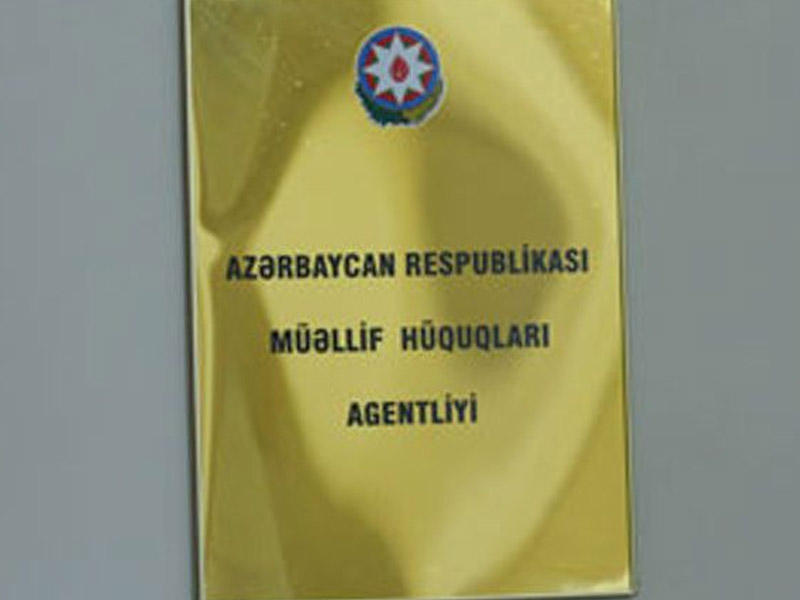 AZƏRBAYCAN RESPUBLİKASI
MÜƏLLİF HÜQUQLARI
AGENTLİYİ